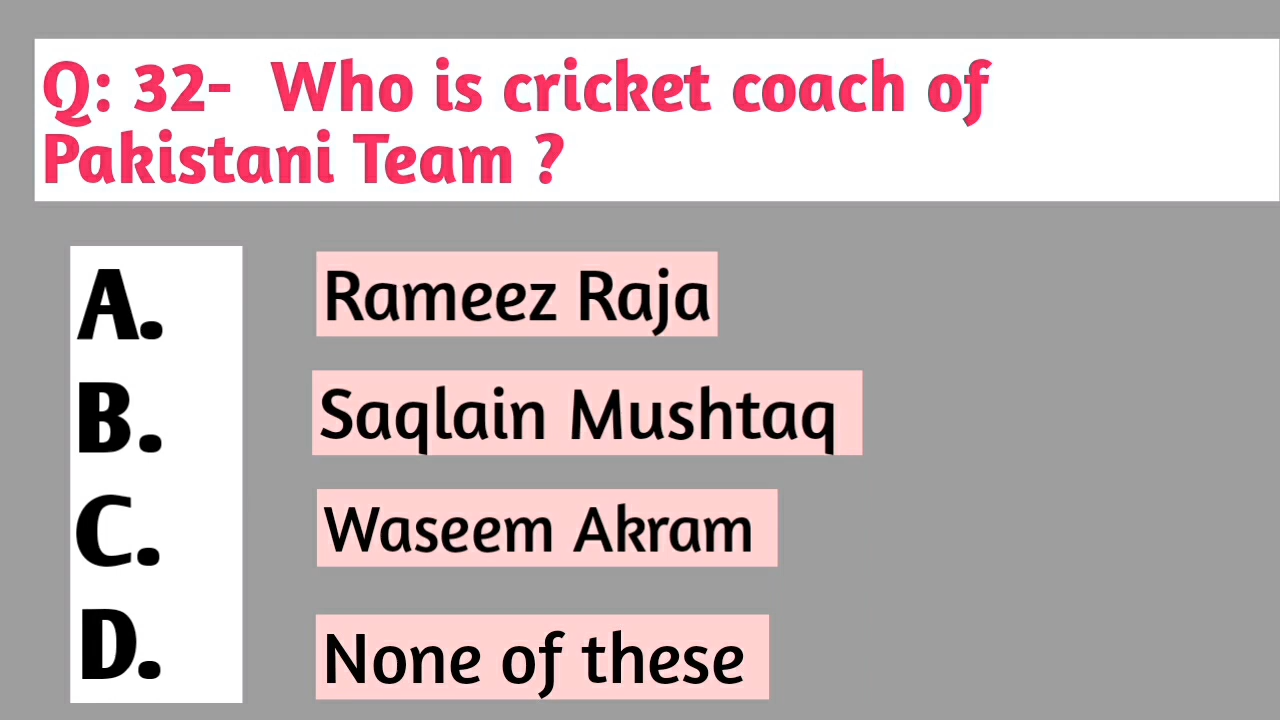 Q: 32- Who is cricket coach of
Pakistani Team ?
A. Rameez Raja
B. Saqlain Mushtaq
C. Waseem Akram
D. None of these